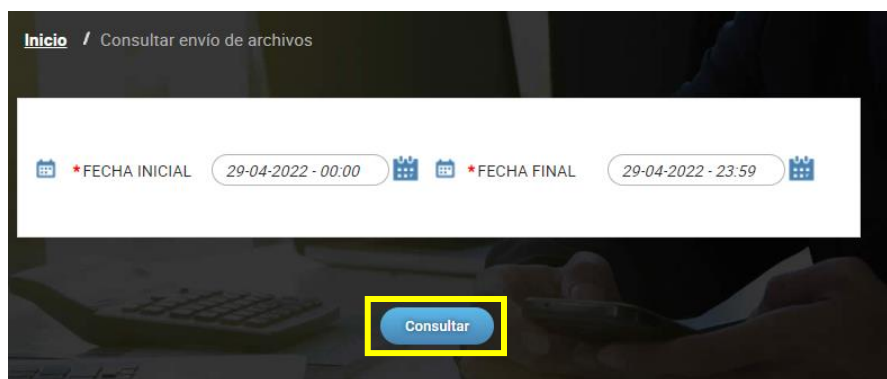 Inicio / Consultar envío de archivos
*FECHA INICIAL 29-04-2022 - 00:00 *FECHA FINAL 29-04-2022 - 23:59
Consultar